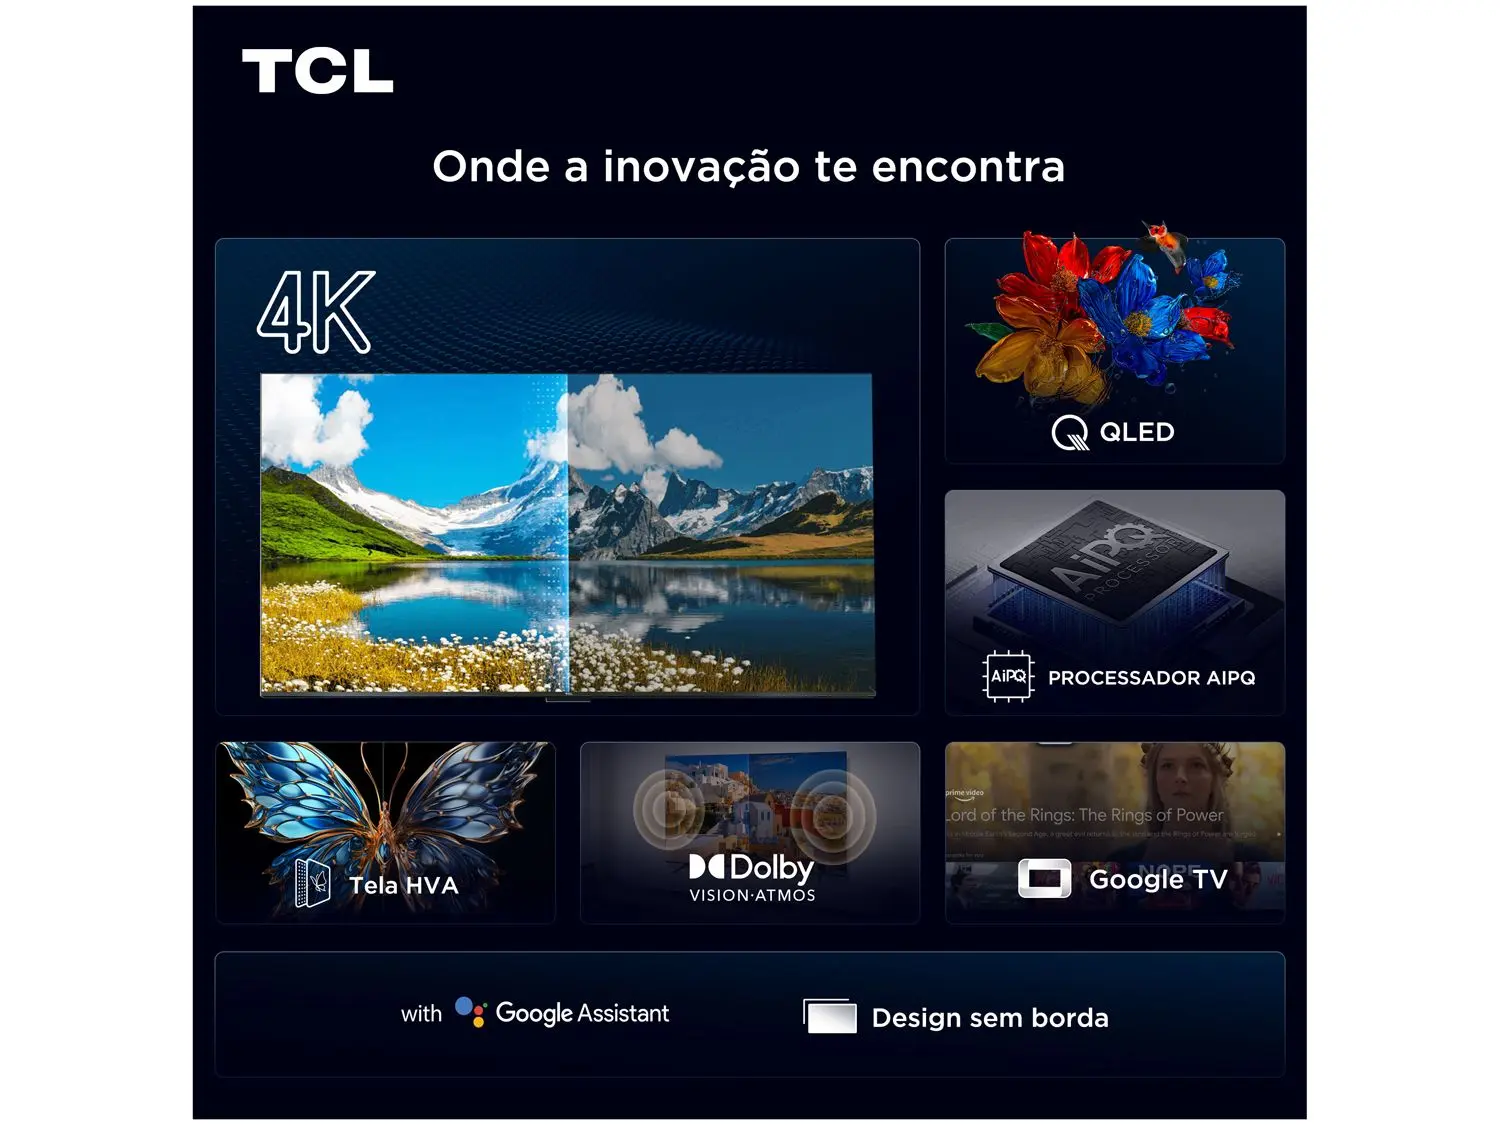 TCL
Onde a inovação te encontra
4K
QLED
AiPQ
PROCESSOR
AiPQ
PROCESSADOR AIPQ
Tela HVA
Dolby
VISION·ATMOS
prime video
Lord of the Rings: The Rings of Power
NOPE
Google TV
with Google Assistant
Design sem borda